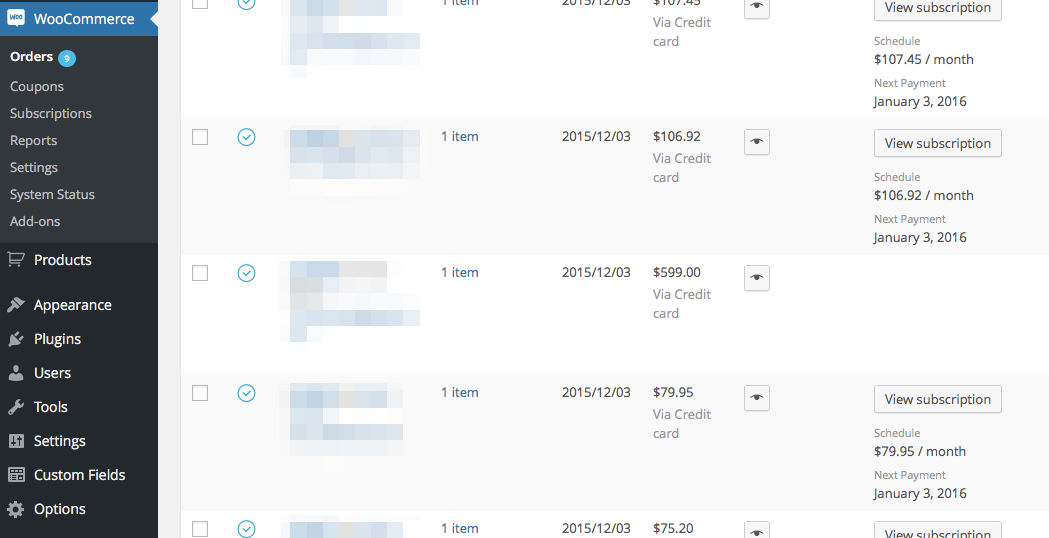 WooCommerce
Orders 9
Coupons
Subscriptions
Reports
Settings
System Status
Add-ons
Products
Appearance
Plugins
Users
Tools
Settings
Custom Fields
Options
1 item 2015/12/03 $107.45 View subscription
Via Credit
card
Schedule
$107.45 / month
Next Payment
January 3, 2016
1 item 2015/12/03 $106.92 View subscription
Via Credit
card
Schedule
$106.92 / month
Next Payment
January 3, 2016
1 item 2015/12/03 $599.00
Via Credit
card
1 item 2015/12/03 $79.95 View subscription
Via Credit
card
Schedule
$79.95 / month
Next Payment
January 3, 2016
1 item 2015/12/03 $75.20 View subscription